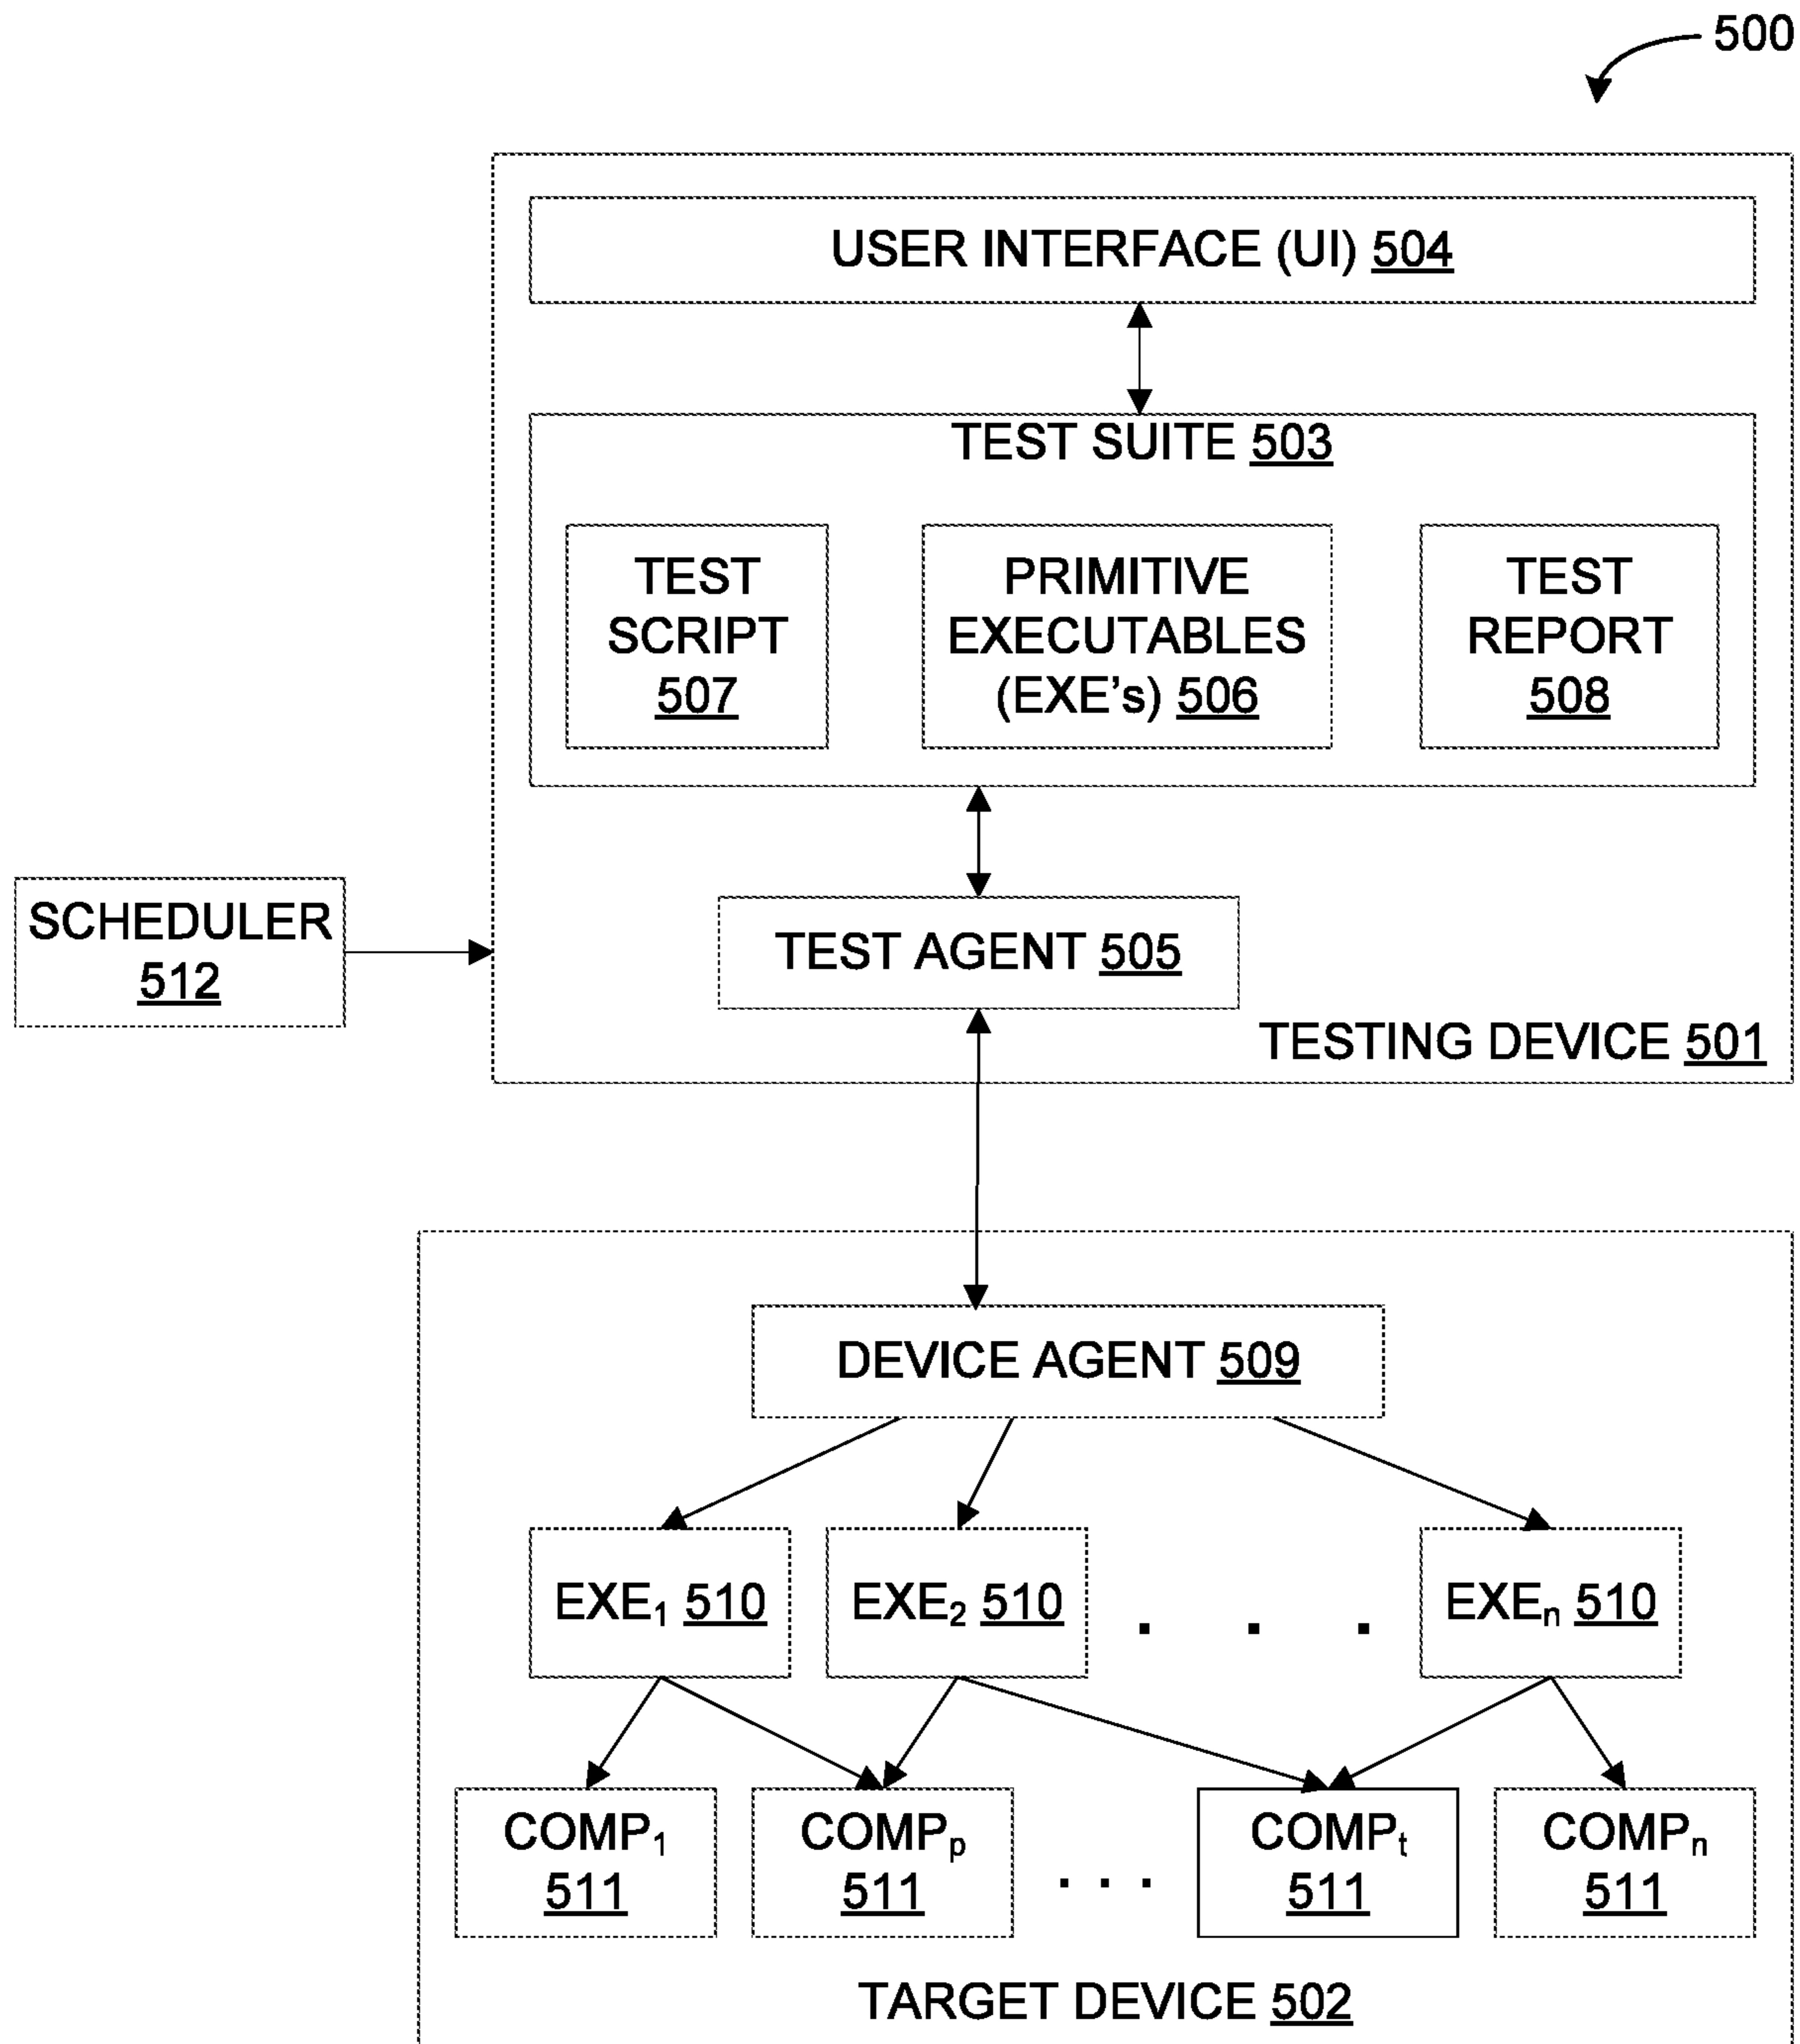 500
USER INTERFACE (UI) 504
TEST SUITE 503
TEST
SCRIPT
507
PRIMITIVE
EXECUTABLES
(EXE's) 506
TEST
REPORT
508
SCHEDULER
512
TEST AGENT 505
TESTING DEVICE 501
DEVICE AGENT 509
EXE₁ 510
EXE₂ 510
. . .
EXEₙ 510
COMP₁
511
COMPₚ
511
. . .
COMPₜ
511
COMPₙ
511
TARGET DEVICE 502